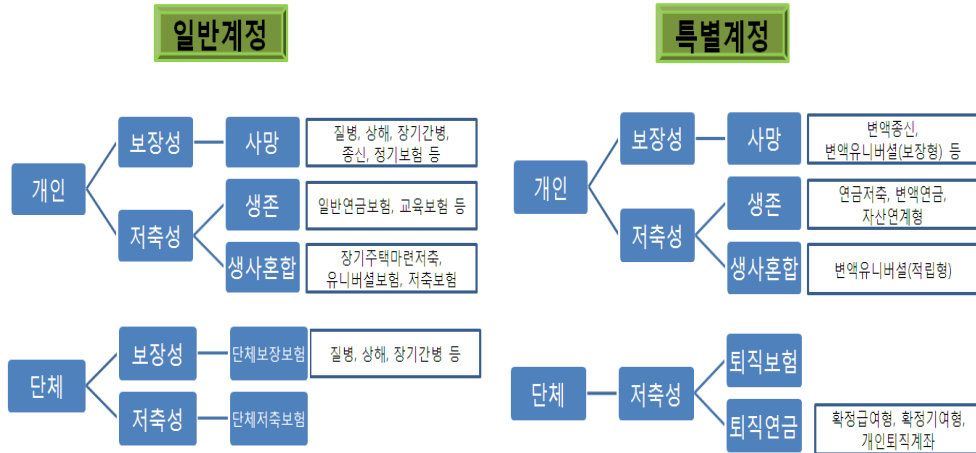 일반계정
개인
보장성
사망
질병, 상해, 장기간병,
종신, 정기보험 등
저축성
생존
일반연금보험, 교육보험 등
생사혼합
장기주택마련저축,
유니버셜보험, 저축보험
단체
보장성
단체보장보험
질병, 상해, 장기간병 등
저축성
단체저축보험
특별계정
개인
보장성
사망
변액종신,
변액유니버셜(보장형) 등
저축성
생존
연금저축, 변액연금,
자산연계형
생사혼합
변액유니버셜(적립형)
단체
저축성
퇴직보험
퇴직연금
확정급여형, 확정기여형,
개인퇴직계좌